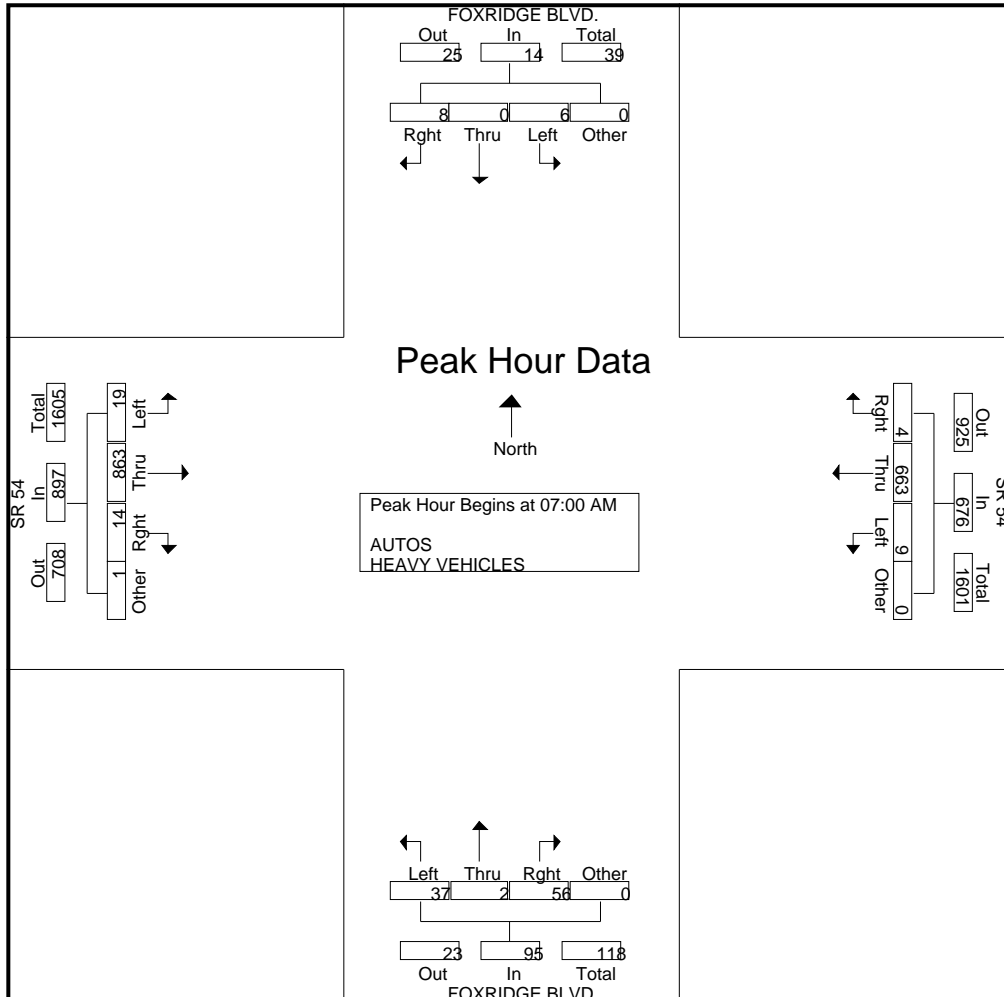 FOXRIDGE BLVD.
Out In Total
25 14 39
8 0 6 0
Rght Thru Left Other
Peak Hour Data
North
Peak Hour Begins at 07:00 AM
AUTOS
HEAVY VEHICLES
SR 54
Total In Out
1605 897 708
19 863 14 1
Left Thru Rght Other
Rght Thru Left Other
4 663 9 0
Out In Total
925 676 1601
SR 54
Left Thru Rght Other
37 2 56 0
23 95 118
Out In Total
FOXRIDGE BLVD.